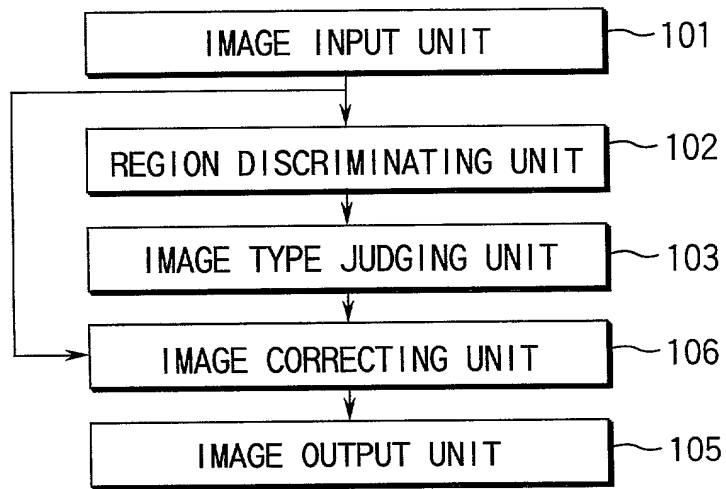 IMAGE INPUT UNIT 101
REGION DISCRIMINATING UNIT 102
IMAGE TYPE JUDGING UNIT 103
IMAGE CORRECTING UNIT 106
IMAGE OUTPUT UNIT 105